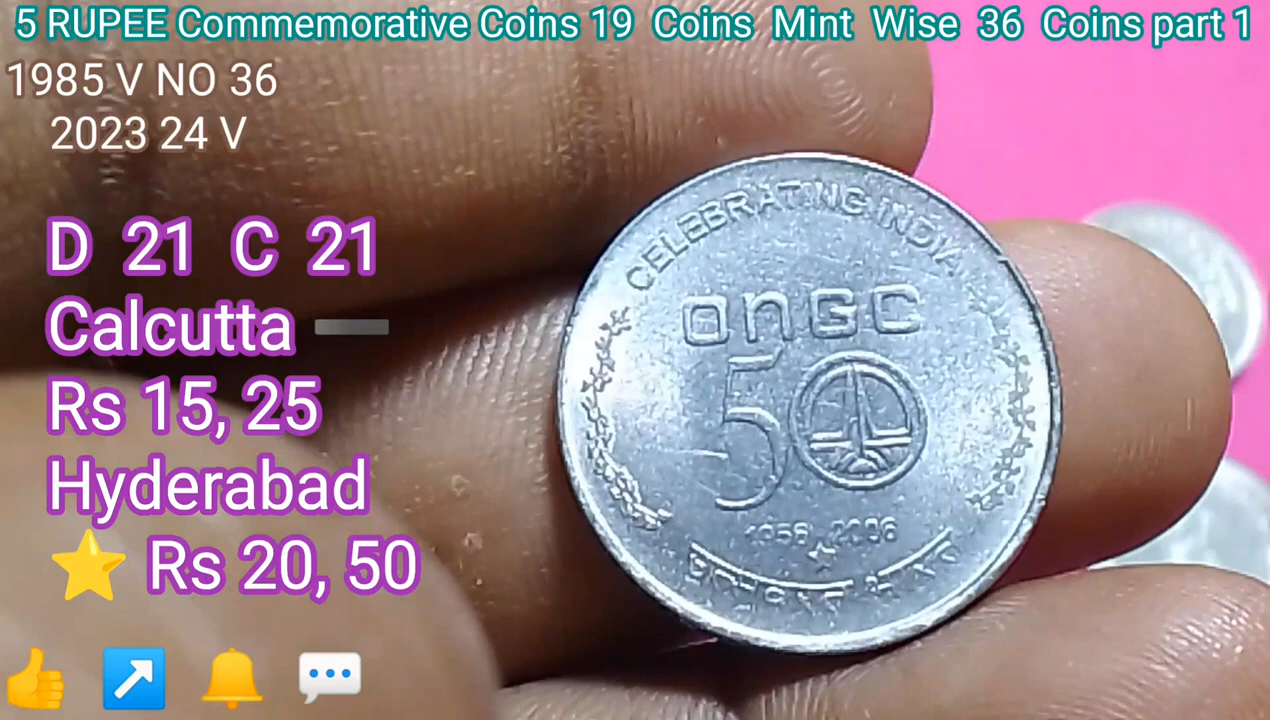 5 RUPEE Commemorative Coins 19 Coins Mint Wise 36 Coins part 1
1985 V NO 36
2023 24 V
D 21 C 21
Calcutta
Rs 15, 25
Hyderabad
Rs 20, 50
CELEBRATING INDIA
ONGC
50
1956 2006